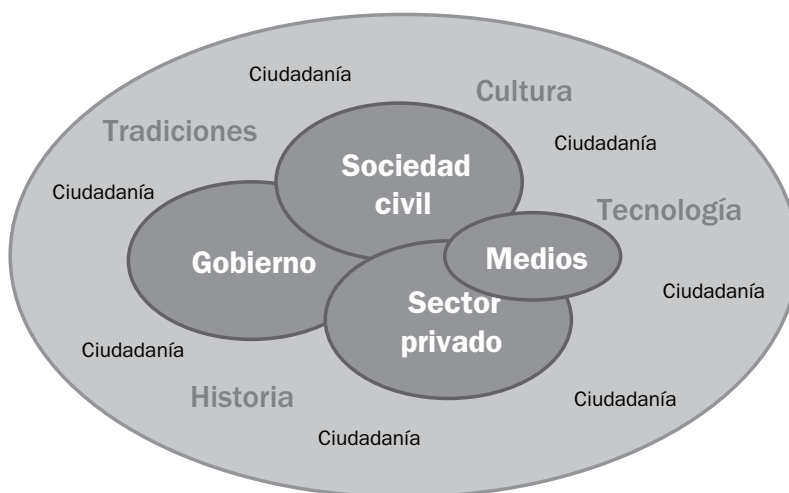 Ciudadanía
Cultura
Tradiciones
Ciudadanía
Sociedad
civil
Ciudadanía
Tecnología
Gobierno
Medios
Ciudadanía
Sector
privado
Ciudadanía
Historia
Ciudadanía
Ciudadanía